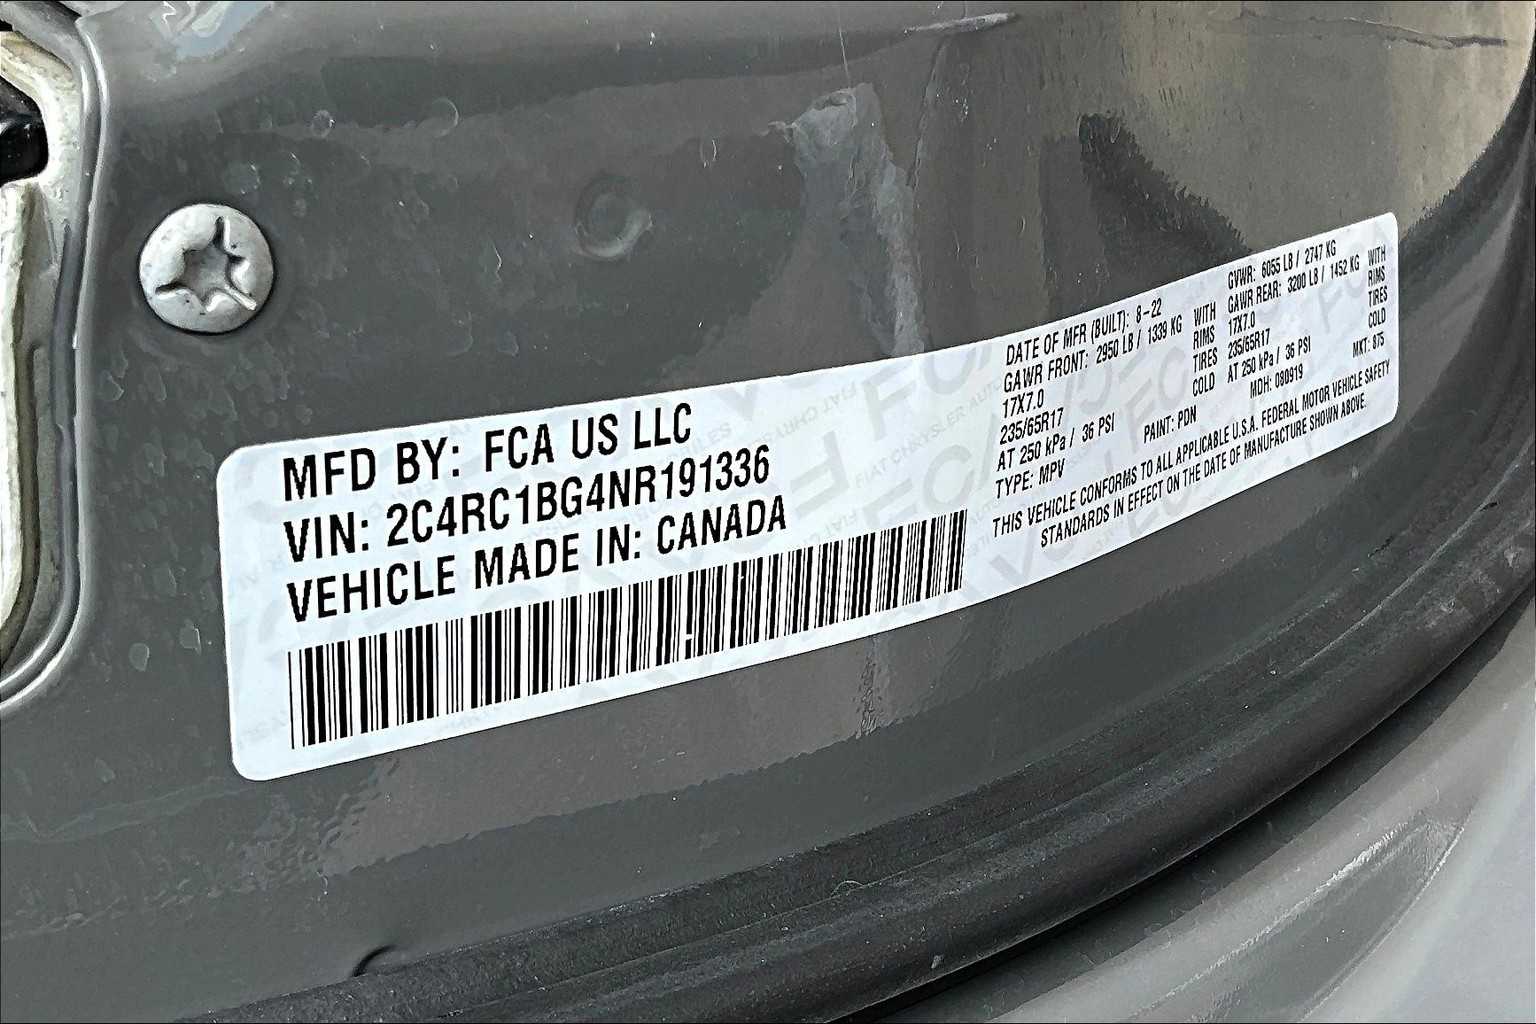 MFD BY: FCA US LLC
VIN: 2C4RC1BG4NR191336
VEHICLE MADE IN: CANADA
DATE OF MFR (BUILT): 8-22 GVWR: 6055 LB / 2747 KG
GAWR FRONT: 2950 LB / 1339 KG WITH GAWR REAR: 3200 LB / 1452 KG WITH
17X7.0 RIMS 17X7.0 RIMS
235/65R17 TIRES 235/65R17 TIRES
AT 250 kPa / 36 PSI COLD AT 250 kPa / 36 PSI COLD
TYPE: MPV PAINT: PDN MDH: 080919 MKT: 875
THIS VEHICLE CONFORMS TO ALL APPLICABLE U.S.A. FEDERAL MOTOR VEHICLE SAFETY
STANDARDS IN EFFECT ON THE DATE OF MANUFACTURE SHOWN ABOVE.